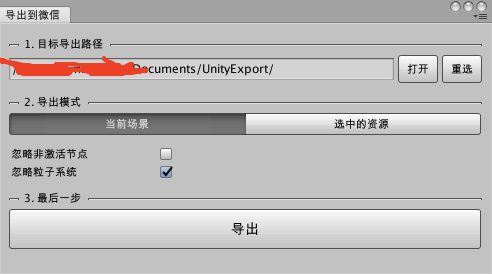 导出到微信
1.目标导出路径
Documents/UnityExport/
打开
重选
2.导出模式
当前场景
选中的资源
忽略非激活节点
忽略粒子系统
3.最后一步
导出